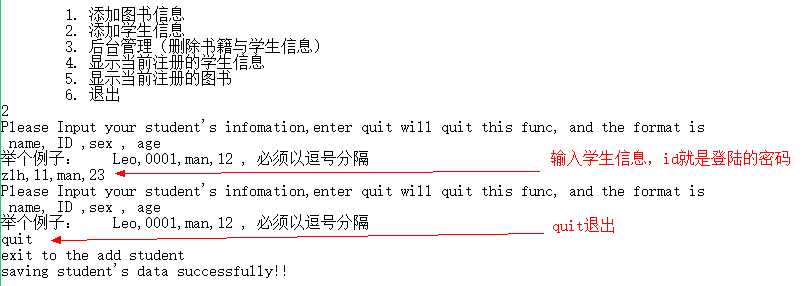 1. 添加图书信息
2. 添加学生信息
3. 后台管理（删除书籍与学生信息）
4. 显示当前注册的学生信息
5. 显示当前注册的图书
6. 退出
2
Please Input your student's infomation,enter quit will quit this func, and the format is
name, ID ,sex , age
举个例子： Leo,0001,man,12 , 必须以逗号分隔
输入学生信息，id就是登陆的密码
zlh,11,man,23
Please Input your student's infomation,enter quit will quit this func, and the format is
name, ID ,sex , age
举个例子： Leo,0001,man,12 , 必须以逗号分隔
quit退出
quit
exit to the add student
saving student's data successfully!!